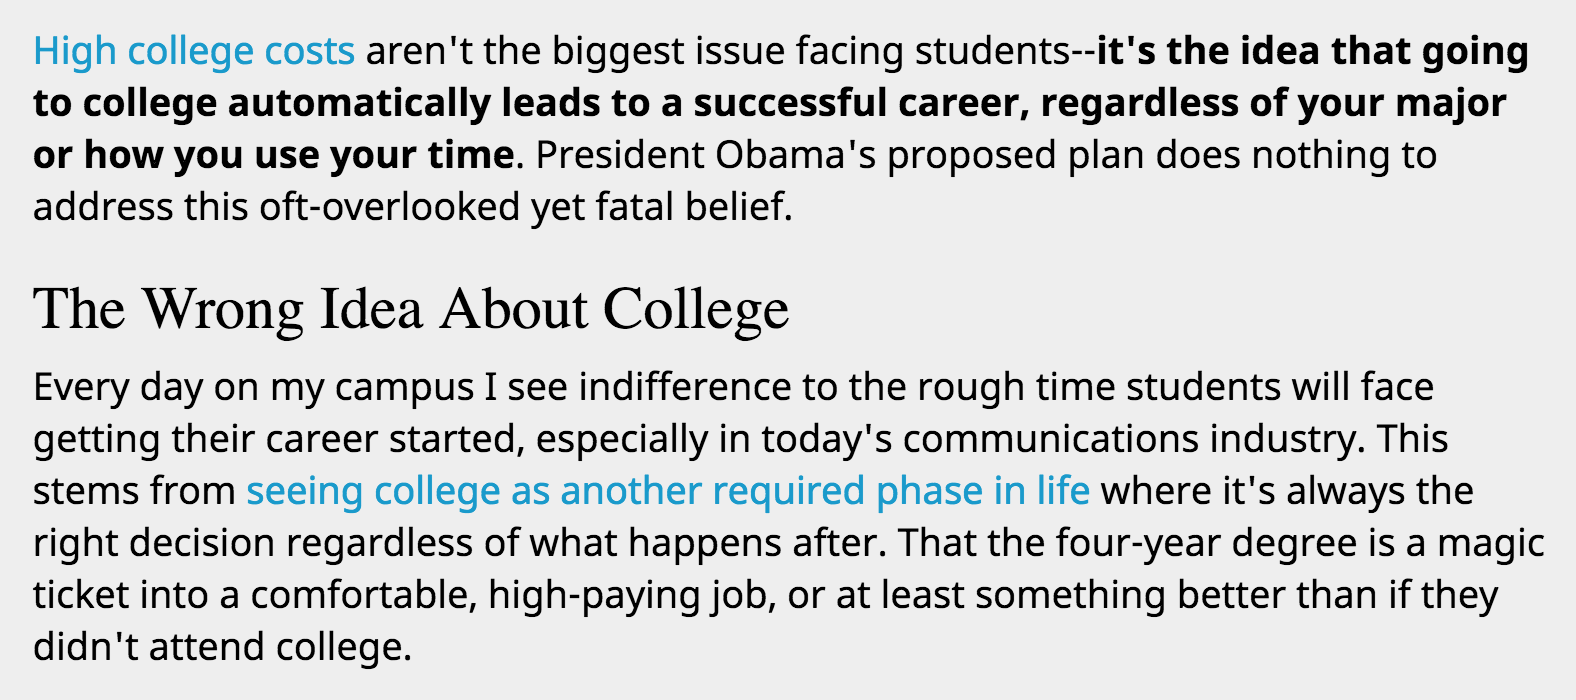 High college costs aren't the biggest issue facing students--it's the idea that going
to college automatically leads to a successful career, regardless of your major
or how you use your time. President Obama's proposed plan does nothing to
address this oft-overlooked yet fatal belief.
The Wrong Idea About College
Every day on my campus I see indifference to the rough time students will face
getting their career started, especially in today's communications industry. This
stems from seeing college as another required phase in life where it's always the
right decision regardless of what happens after. That the four-year degree is a magic
ticket into a comfortable, high-paying job, or at least something better than if they
didn't attend college.